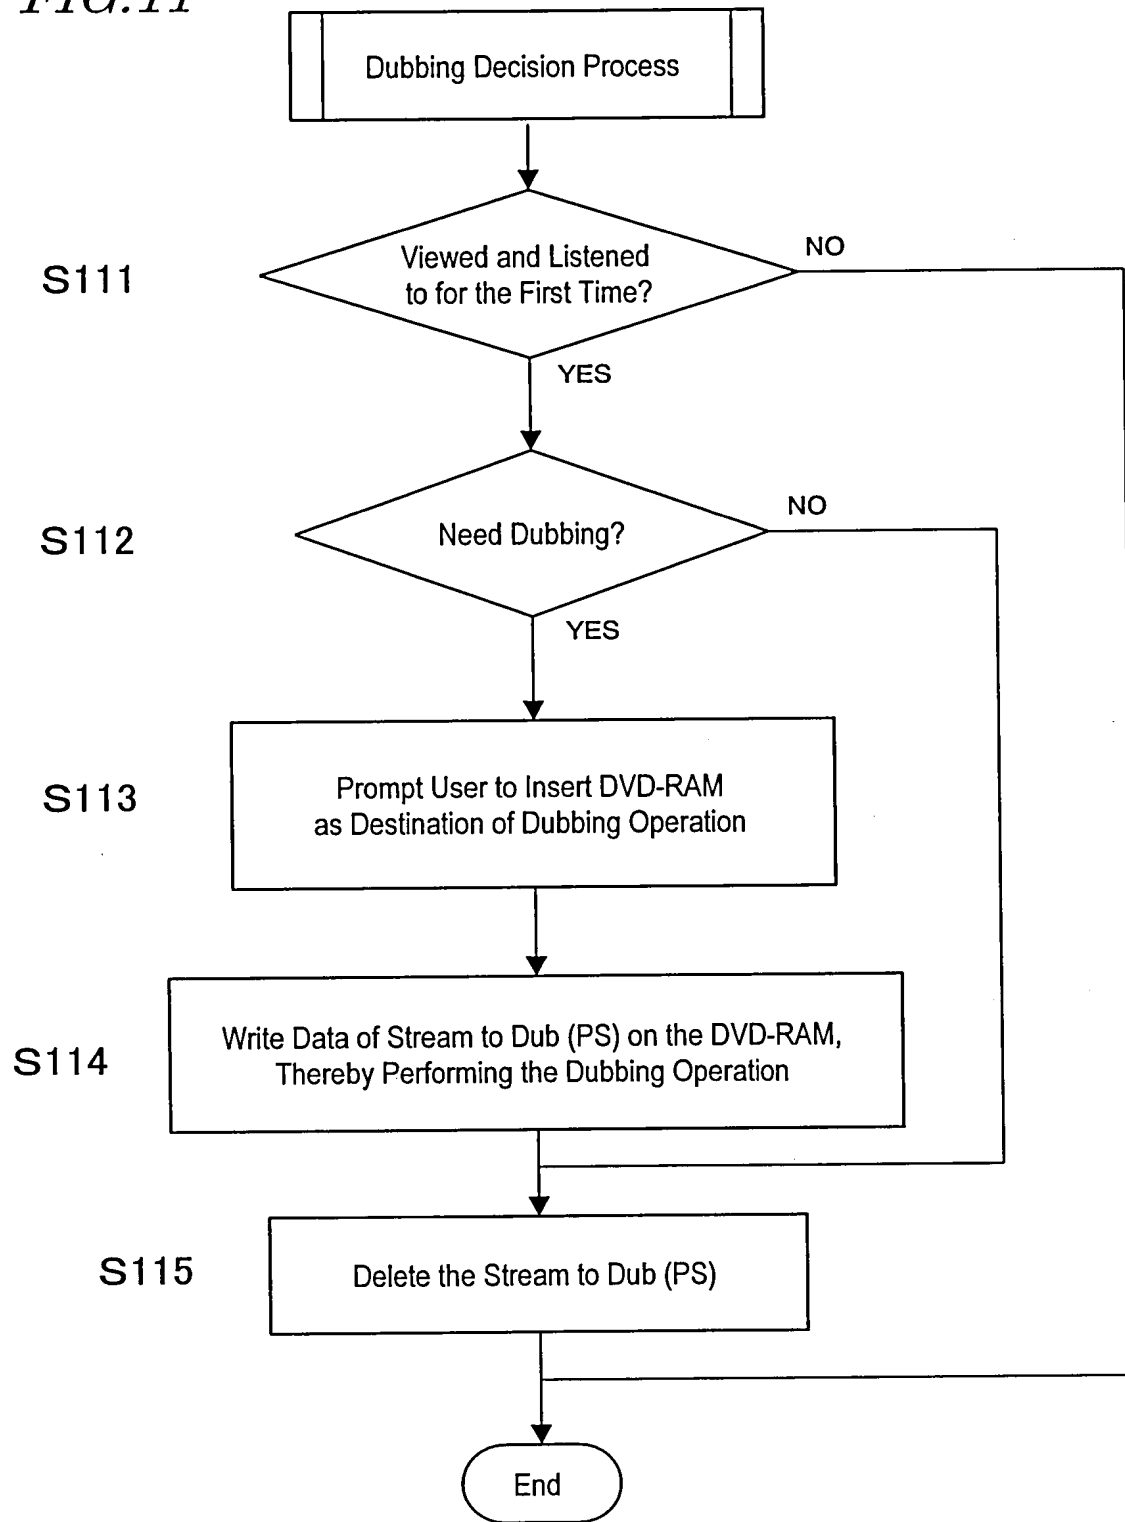 FIG.11
Dubbing Decision Process
S111
Viewed and Listened
to for the First Time?
NO
YES
S112
Need Dubbing?
NO
YES
S113
Prompt User to Insert DVD-RAM
as Destination of Dubbing Operation
S114
Write Data of Stream to Dub (PS) on the DVD-RAM,
Thereby Performing the Dubbing Operation
S115
Delete the Stream to Dub (PS)
End